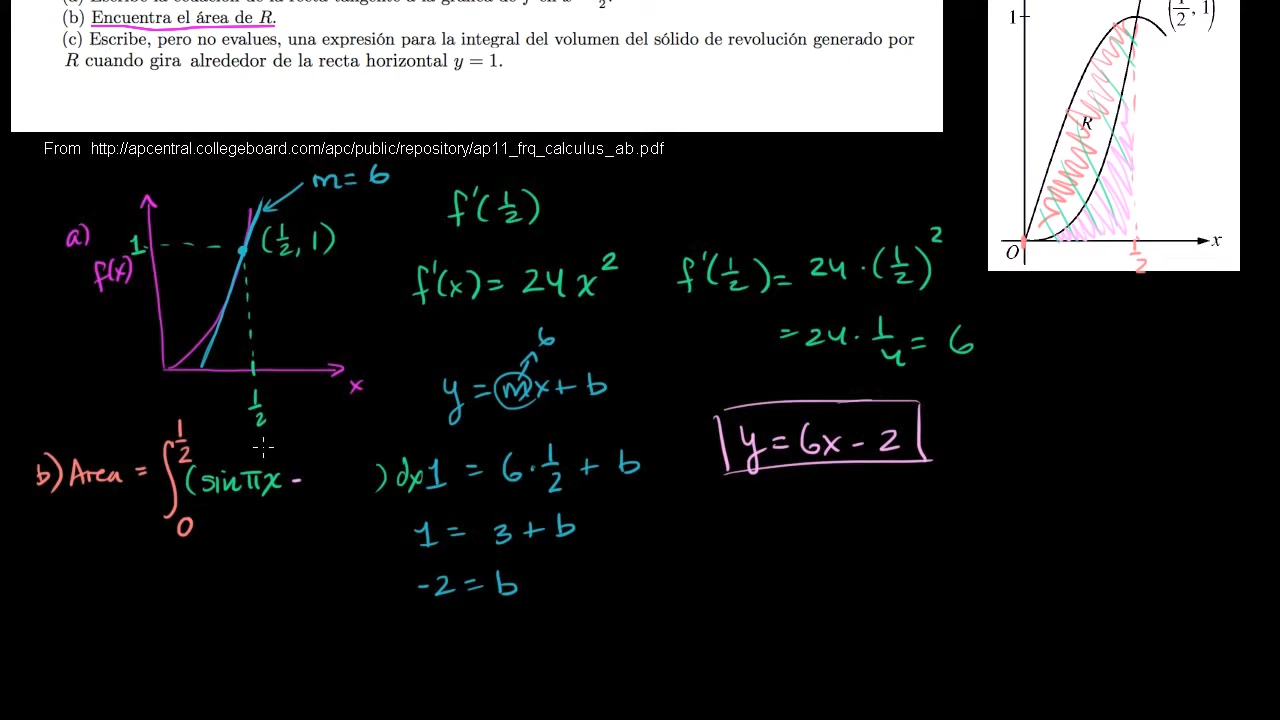 (b) Encuentra el área de R.
(c) Escribe, pero no evalues, una expresión para la integral del volumen del sólido de revolución generado por
R cuando gira alrededor de la recta horizontal y = 1.
From http://apcentral.collegeboard.com/apc/public/repository/ap11_frq_calculus_ab.pdf
1
(1/2, 1)
R
O
x
1/2
a)
f(x)
1
(1/2, 1)
m = 6
x
1/2
f'(1/2)
f'(x) = 24x^2
f'(1/2) = 24·(1/2)^2
= 24·1/4 = 6
6
y = mx + b
y = 6x - 2
b) Area = ∫_0^{1/2} (sin πx -    ) dx
1 = 6·1/2 + b
1 = 3 + b
-2 = b